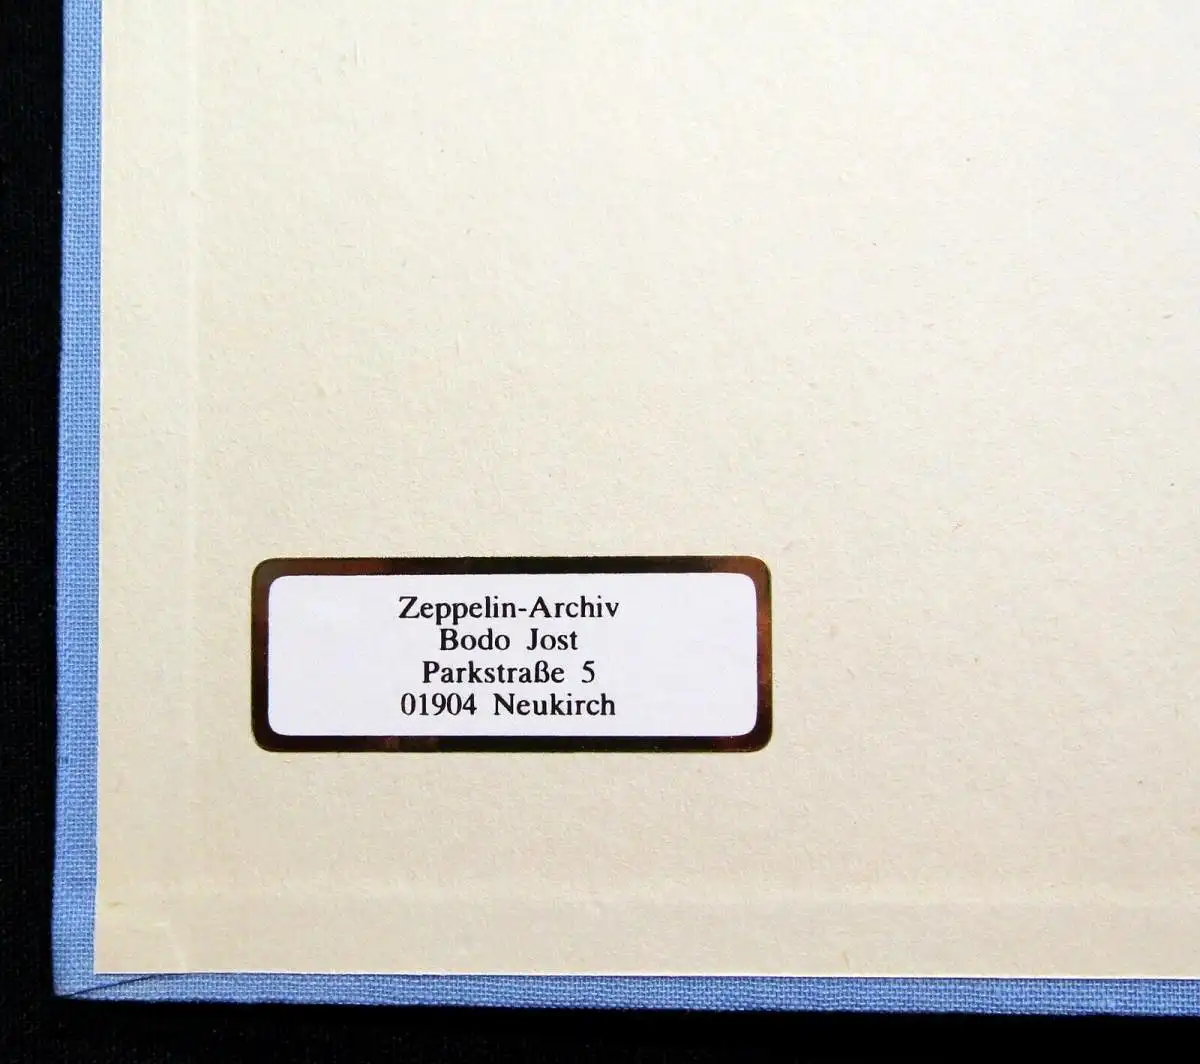 Zeppelin-Archiv
Bodo Jost
Parkstraße 5
01904 Neukirch